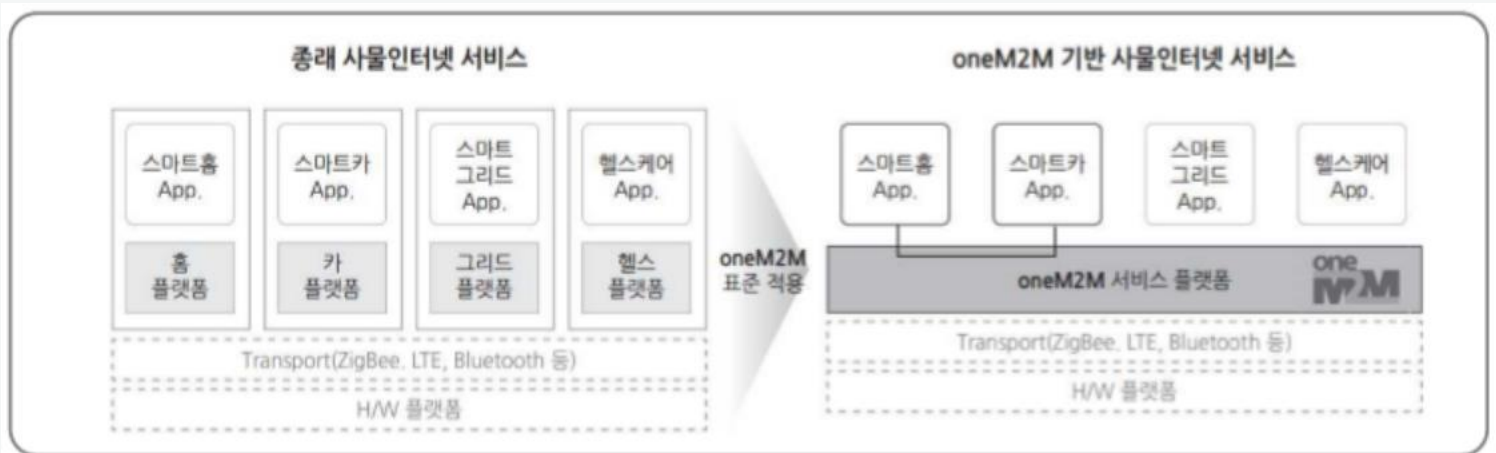 종래 사물인터넷 서비스
스마트홈
App.
스마트카
App.
스마트
그리드
App.
헬스케어
App.
홈
플랫폼
카
플랫폼
그리드
플랫폼
헬스
플랫폼
Transport(ZigBee. LTE, Bluetooth 등)
H/W 플랫폼
oneM2M
표준 적용
oneM2M 기반 사물인터넷 서비스
스마트홈
App.
스마트카
App.
스마트
그리드
App.
헬스케어
App.
oneM2M 서비스 플랫폼
one
M2M
Transport(ZigBee. LTE, Bluetooth 등)
H/W 플랫폼